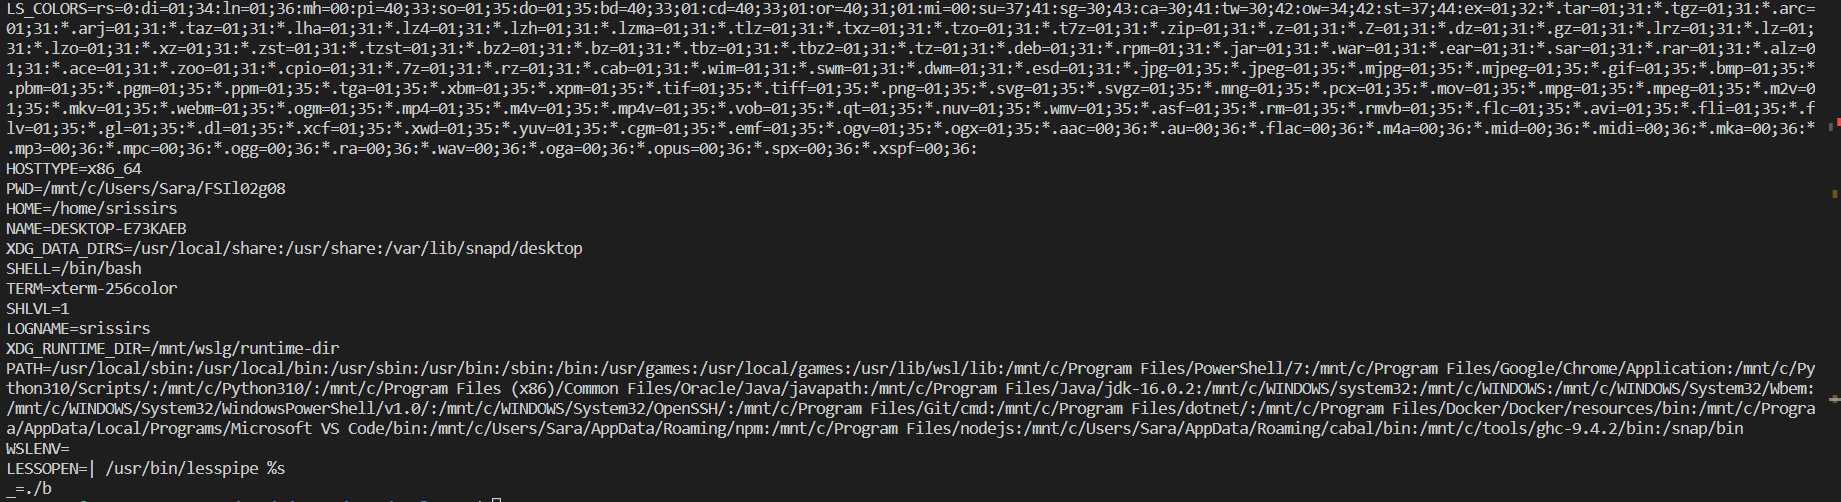 LS_COLORS=rs=0:di=01;34:ln=01;36:mh=00:pi=40;33:so=01;35:do=01;35:bd=40;33;01:cd=40;33;01:or=40;31;01:mi=00:su=37;41:sg=30;43:ca=30;41:tw=30;42:ow=34;42:st=37;44:ex=01;32:*.tar=01;31:*.tgz=01;31:*.arc=
01;31:*.arj=01;31:*.taz=01;31:*.lha=01;31:*.lz4=01;31:*.lzh=01;31:*.lzma=01;31:*.tlz=01;31:*.txz=01;31:*.tzo=01;31:*.t7z=01;31:*.zip=01;31:*.z=01;31:*.Z=01;31:*.dz=01;31:*.gz=01;31:*.lrz=01;31:*.lz=01;
31:*.lzo=01;31:*.xz=01;31:*.zst=01;31:*.tzst=01;31:*.bz2=01;31:*.bz=01;31:*.tbz=01;31:*.tbz2=01;31:*.tz=01;31:*.deb=01;31:*.rpm=01;31:*.jar=01;31:*.war=01;31:*.ear=01;31:*.sar=01;31:*.rar=01;31:*.alz=0
1;31:*.ace=01;31:*.zoo=01;31:*.cpio=01;31:*.7z=01;31:*.rz=01;31:*.cab=01;31:*.wim=01;31:*.swm=01;31:*.dwm=01;31:*.esd=01;31:*.jpg=01;35:*.jpeg=01;35:*.mjpg=01;35:*.mjpeg=01;35:*.gif=01;35:*.bmp=01;35:*
.pbm=01;35:*.pgm=01;35:*.ppm=01;35:*.tga=01;35:*.xbm=01;35:*.xpm=01;35:*.tif=01;35:*.tiff=01;35:*.png=01;35:*.svg=01;35:*.svgz=01;35:*.mng=01;35:*.pcx=01;35:*.mov=01;35:*.mpg=01;35:*.mpeg=01;35:*.m2v=0
1;35:*.mkv=01;35:*.webm=01;35:*.ogm=01;35:*.mp4=01;35:*.m4v=01;35:*.mp4v=01;35:*.vob=01;35:*.qt=01;35:*.nuv=01;35:*.wmv=01;35:*.asf=01;35:*.rm=01;35:*.rmvb=01;35:*.flc=01;35:*.avi=01;35:*.fli=01;35:*.f
lv=01;35:*.gl=01;35:*.dl=01;35:*.xcf=01;35:*.xwd=01;35:*.yuv=01;35:*.cgm=01;35:*.emf=01;35:*.ogv=01;35:*.ogx=01;35:*.aac=00;36:*.au=00;36:*.flac=00;36:*.m4a=00;36:*.mid=00;36:*.midi=00;36:*.mka=00;36:*
.mp3=00;36:*.mpc=00;36:*.ogg=00;36:*.ra=00;36:*.wav=00;36:*.oga=00;36:*.opus=00;36:*.spx=00;36:*.xspf=00;36:
HOSTTYPE=x86_64
PWD=/mnt/c/Users/Sara/FSIl02g08
HOME=/home/srissirs
NAME=DESKTOP-E73KAEB
XDG_DATA_DIRS=/usr/local/share:/usr/share:/var/lib/snapd/desktop
SHELL=/bin/bash
TERM=xterm-256color
SHLVL=1
LOGNAME=srissirs
XDG_RUNTIME_DIR=/mnt/wslg/runtime-dir
PATH=/usr/local/sbin:/usr/local/bin:/usr/sbin:/usr/bin:/sbin:/bin:/usr/games:/usr/local/games:/usr/lib/wsl/lib:/mnt/c/Program Files/PowerShell/7:/mnt/c/Program Files/Google/Chrome/Application:/mnt/c/Py
thon310/Scripts/:/mnt/c/Python310/:/mnt/c/Program Files (x86)/Common Files/Oracle/Java/javapath:/mnt/c/Program Files/Java/jdk-16.0.2:/mnt/c/WINDOWS/system32:/mnt/c/WINDOWS:/mnt/c/WINDOWS/System32/Wbem:
/mnt/c/WINDOWS/System32/WindowsPowerShell/v1.0/:/mnt/c/WINDOWS/System32/OpenSSH/:/mnt/c/Program Files/Git/cmd:/mnt/c/Program Files/dotnet/:/mnt/c/Program Files/Docker/Docker/resources/bin:/mnt/c/Progra
a/AppData/Local/Programs/Microsoft VS Code/bin:/mnt/c/Users/Sara/AppData/Roaming/npm:/mnt/c/Program Files/nodejs:/mnt/c/Users/Sara/AppData/Roaming/cabal/bin:/mnt/c/tools/ghc-9.4.2/bin:/snap/bin
WSLENV=
LESSOPEN=| /usr/bin/lesspipe %s
_=./b